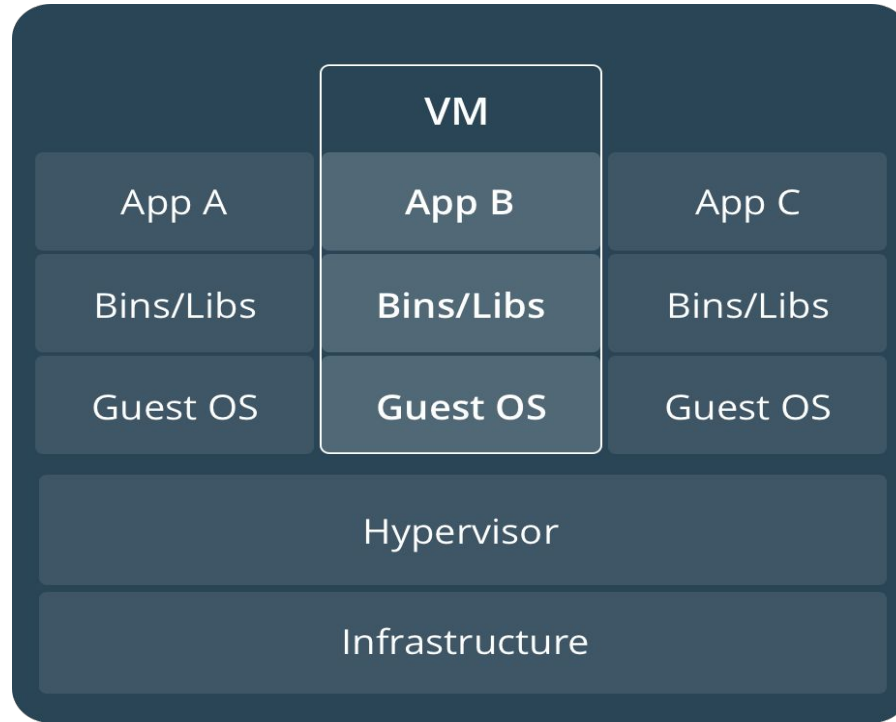 VM
App A App B App C
Bins/Libs Bins/Libs Bins/Libs
Guest OS Guest OS Guest OS
Hypervisor
Infrastructure